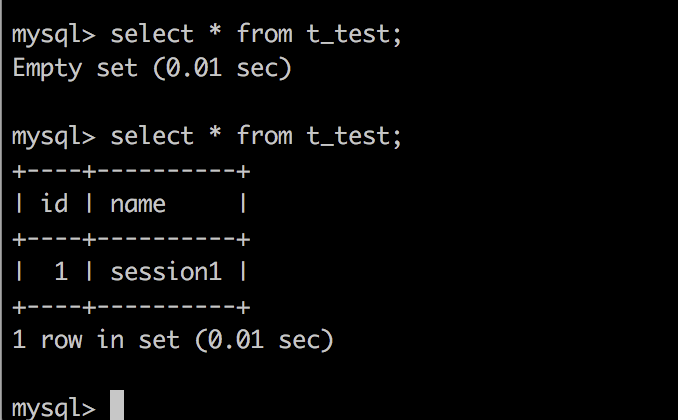 mysql> select * from t_test;
Empty set (0.01 sec)
mysql> select * from t_test;
+----+----------+
| id | name     |
+----+----------+
|  1 | session1 |
+----+----------+
1 row in set (0.01 sec)
mysql>